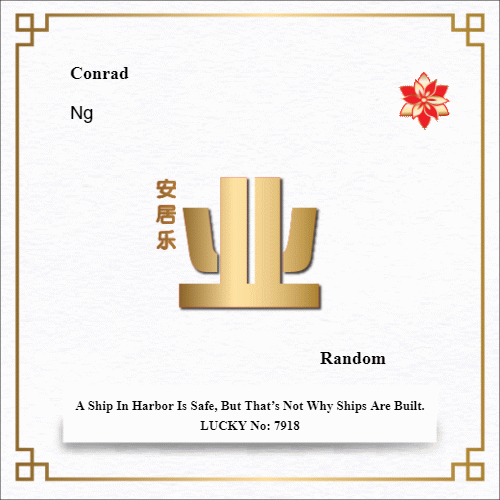 Conrad
Ng
安
居
乐
业
Random
A Ship In Harbor Is Safe, But That’s Not Why Ships Are Built.
LUCKY No: 7918